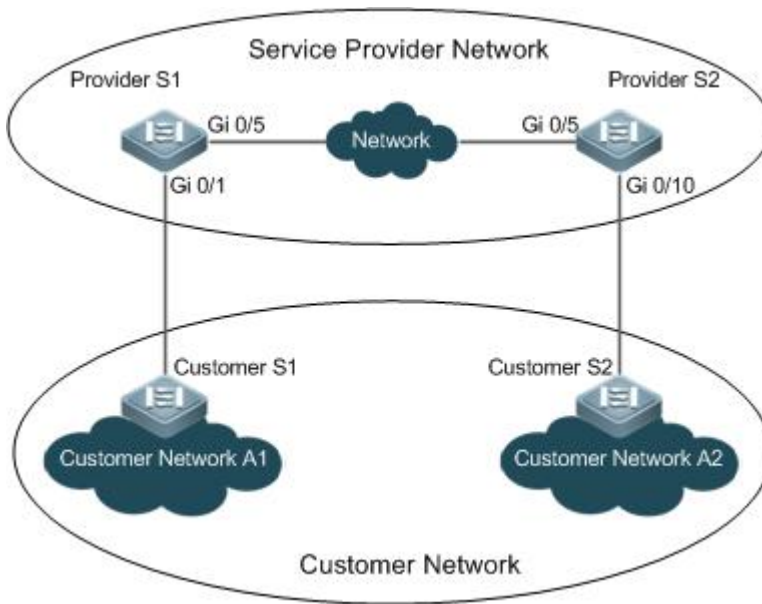 Service Provider Network
Provider S1
Provider S2
Gi 0/5
Network
Gi 0/5
Gi 0/1
Gi 0/10
Customer S1
Customer S2
Customer Network A1
Customer Network A2
Customer Network